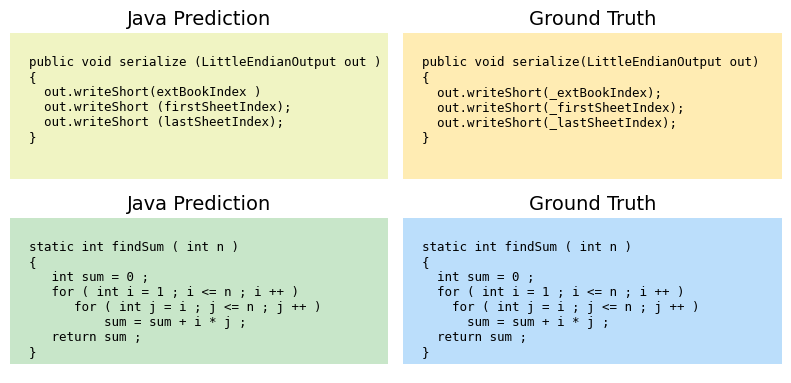 Java Prediction
public void serialize (LittleEndianOutput out )
{
  out.writeShort(extBookIndex )
  out.writeShort (firstSheetIndex);
  out.writeShort (lastSheetIndex);
}
Ground Truth
public void serialize(LittleEndianOutput out)
{
  out.writeShort(_extBookIndex);
  out.writeShort(_firstSheetIndex);
  out.writeShort(_lastSheetIndex);
}
Java Prediction
static int findSum ( int n )
{
   int sum = 0 ;
   for ( int i = 1 ; i <= n ; i ++ )
      for ( int j = i ; j <= n ; j ++ )
          sum = sum + i * j ;
   return sum ;
}
Ground Truth
static int findSum ( int n )
{
  int sum = 0 ;
  for ( int i = 1 ; i <= n ; i ++ )
    for ( int j = i ; j <= n ; j ++ )
      sum = sum + i * j ;
  return sum ;
}